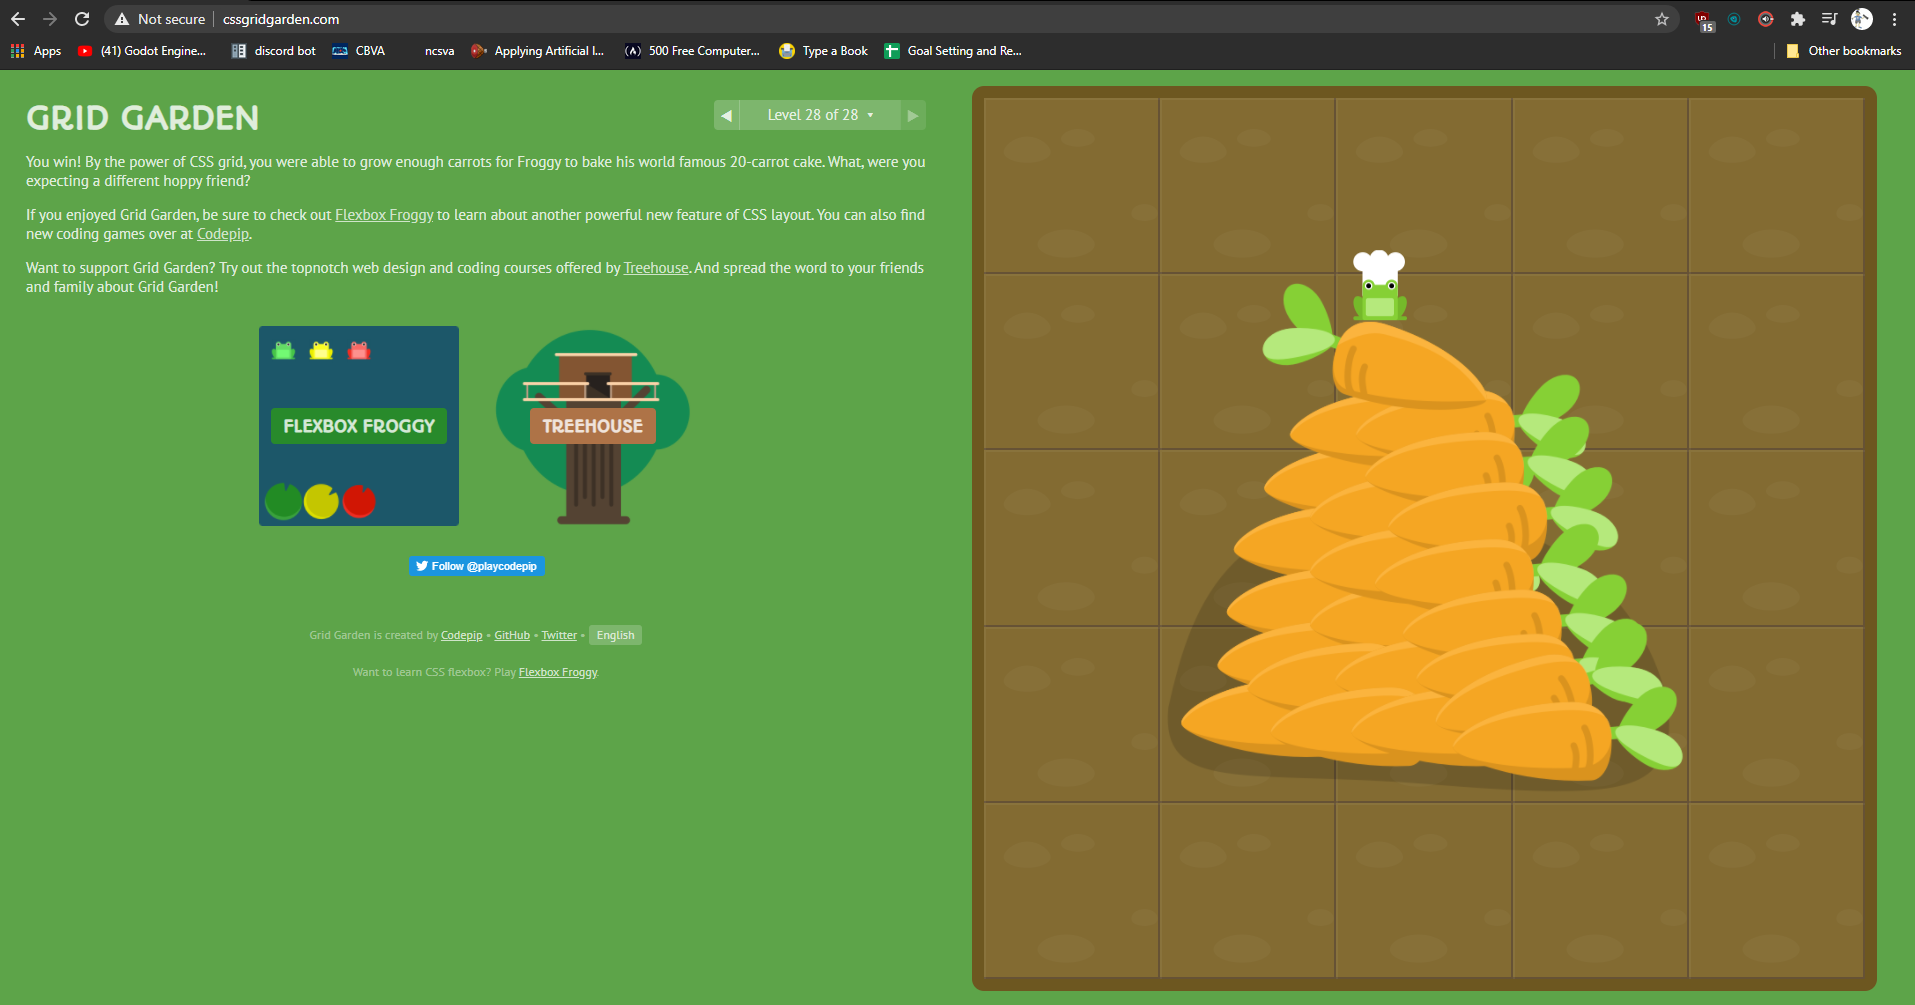 Not secure cssgridgarden.com
15
Apps (41) Godot Engine... discord bot CBVA ncsva Applying Artificial I... 500 Free Computer... Type a Book Goal Setting and Re... Other bookmarks
GRID GARDEN
Level 28 of 28
You win! By the power of CSS grid, you were able to grow enough carrots for Froggy to bake his world famous 20-carrot cake. What, were you
expecting a different hoppy friend?
If you enjoyed Grid Garden, be sure to check out Flexbox Froggy to learn about another powerful new feature of CSS layout. You can also find
new coding games over at Codepip.
Want to support Grid Garden? Try out the topnotch web design and coding courses offered by Treehouse. And spread the word to your friends
and family about Grid Garden!
FLEXBOX FROGGY
TREEHOUSE
Follow @playcodepip
Grid Garden is created by Codepip • GitHub • Twitter • English
Want to learn CSS flexbox? Play Flexbox Froggy.